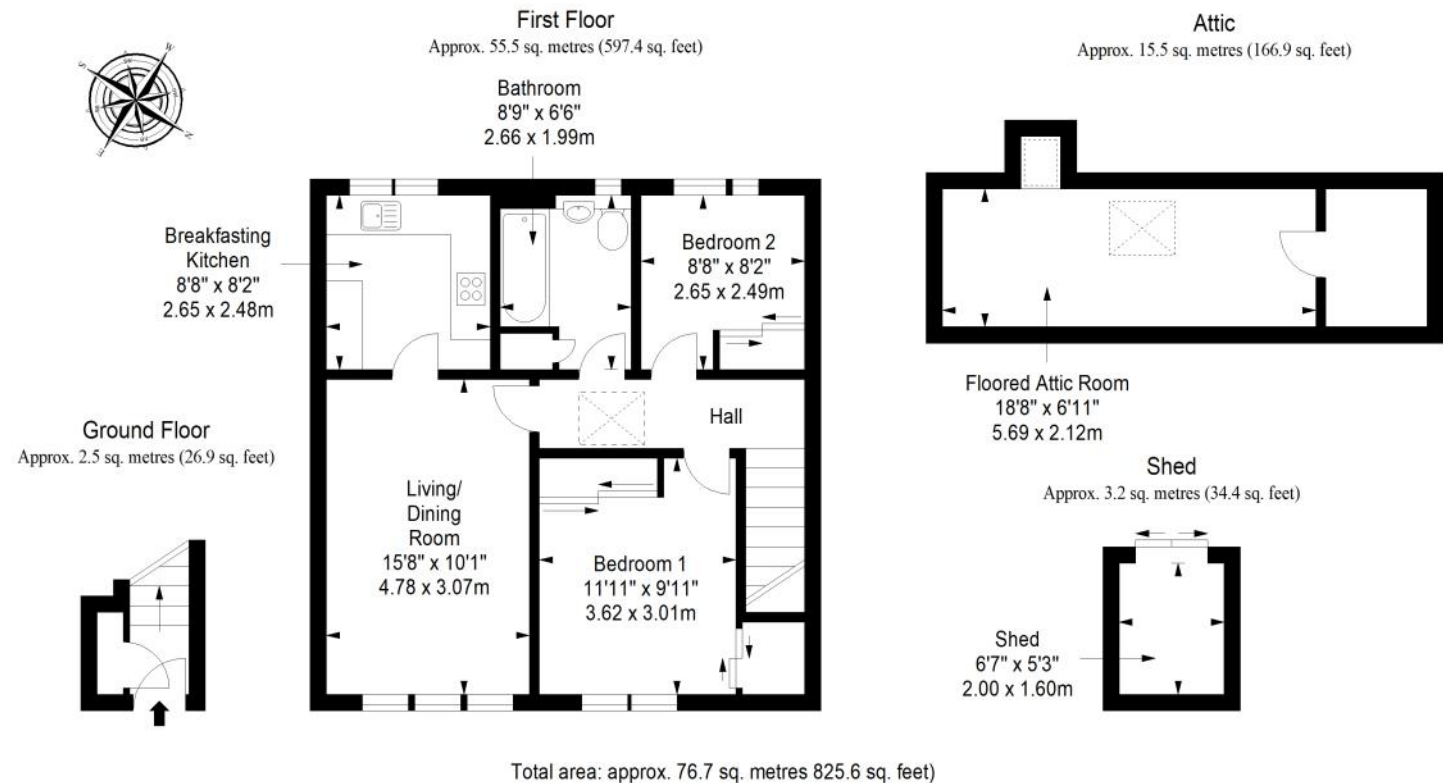 First Floor
Approx. 55.5 sq. metres (597.4 sq. feet)
Attic
Approx. 15.5 sq. metres (166.9 sq. feet)
W
S
N
E
Bathroom
8'9" x 6'6"
2.66 x 1.99m
Breakfasting
Kitchen
8'8" x 8'2"
2.65 x 2.48m
Bedroom 2
8'8" x 8'2"
2.65 x 2.49m
Floored Attic Room
18'8" x 6'11"
5.69 x 2.12m
Hall
Ground Floor
Approx. 2.5 sq. metres (26.9 sq. feet)
Living/
Dining
Room
15'8" x 10'1"
4.78 x 3.07m
Bedroom 1
11'11" x 9'11"
3.62 x 3.01m
Shed
Approx. 3.2 sq. metres (34.4 sq. feet)
Shed
6'7" x 5'3"
2.00 x 1.60m
Total area: approx. 76.7 sq. metres 825.6 sq. feet)